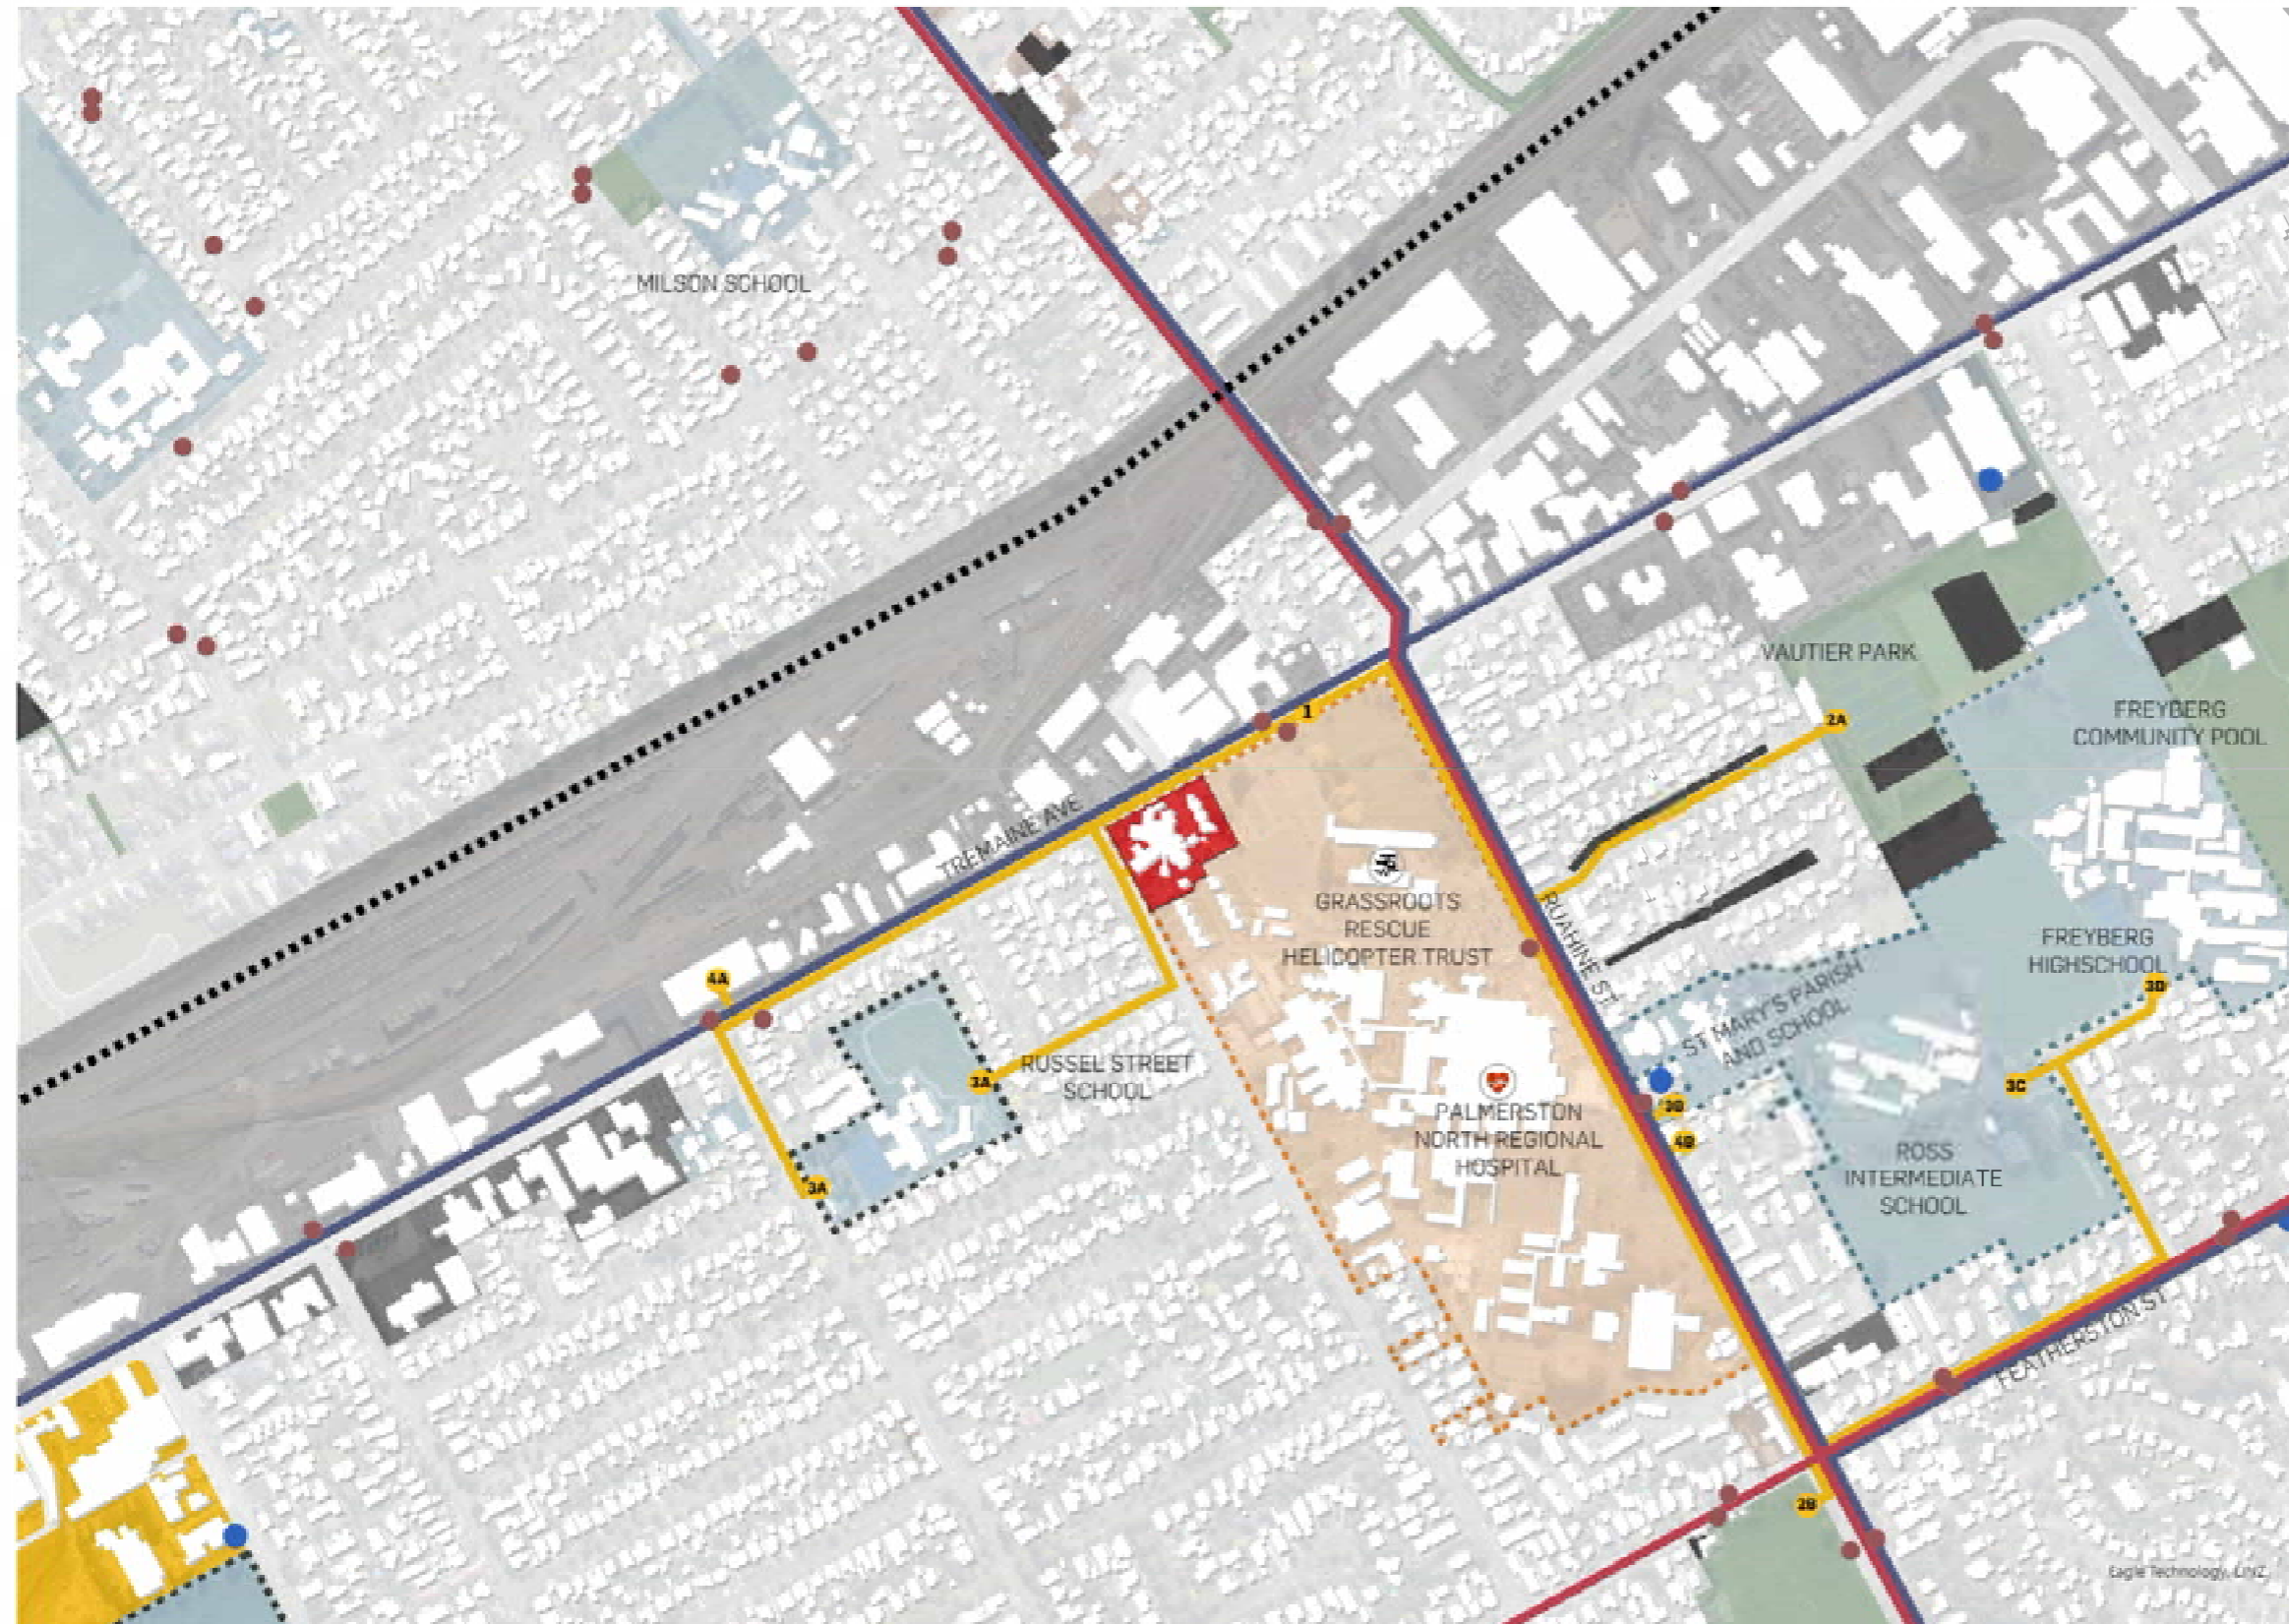 MILSON SCHOOL
VAUTIER PARK
FREYBERG
COMMUNITY POOL
1
2A
TREMAINE AVE
GRASSROOTS
RESCUE
HELICOPTER TRUST
RUAHINE ST
FREYBERG
HIGHSCHOOL
4A
3D
ST MARY'S PARISH
AND SCHOOL
RUSSEL STREET
SCHOOL
3A
3C
PALMERSTON
NORTH REGIONAL
HOSPITAL
3B
4B
ROSS
INTERMEDIATE
SCHOOL
3A
FEATHERSTON ST
2B
Eagle Technology, LINZ